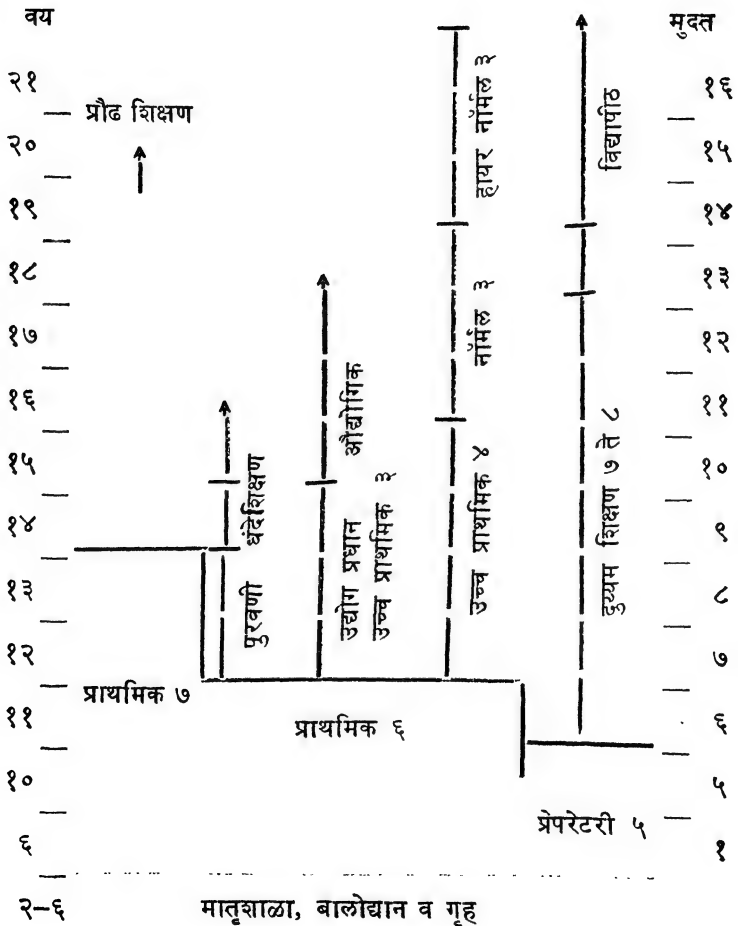 वय
मुदत
२१
२०
१९
१८
१७
१६
१५
१४
१३
१२
११
१०
६
२–६
प्रौढ शिक्षण
पुरवणी धंदेशिक्षण
उद्योग प्रधान औद्योगिक
उच्च प्राथमिक ३
उच्च प्राथमिक ४ नॉर्मल ३ हायर नॉर्मल ३
दुय्यम शिक्षण ७ ते ८ विद्यापीठ
१६
१५
१४
१३
१२
११
१०
९
८
७
६
५
१
प्राथमिक ७
प्राथमिक ६
प्रेपरेटरी ५
मातृशाळा, बालोद्यान व गृह